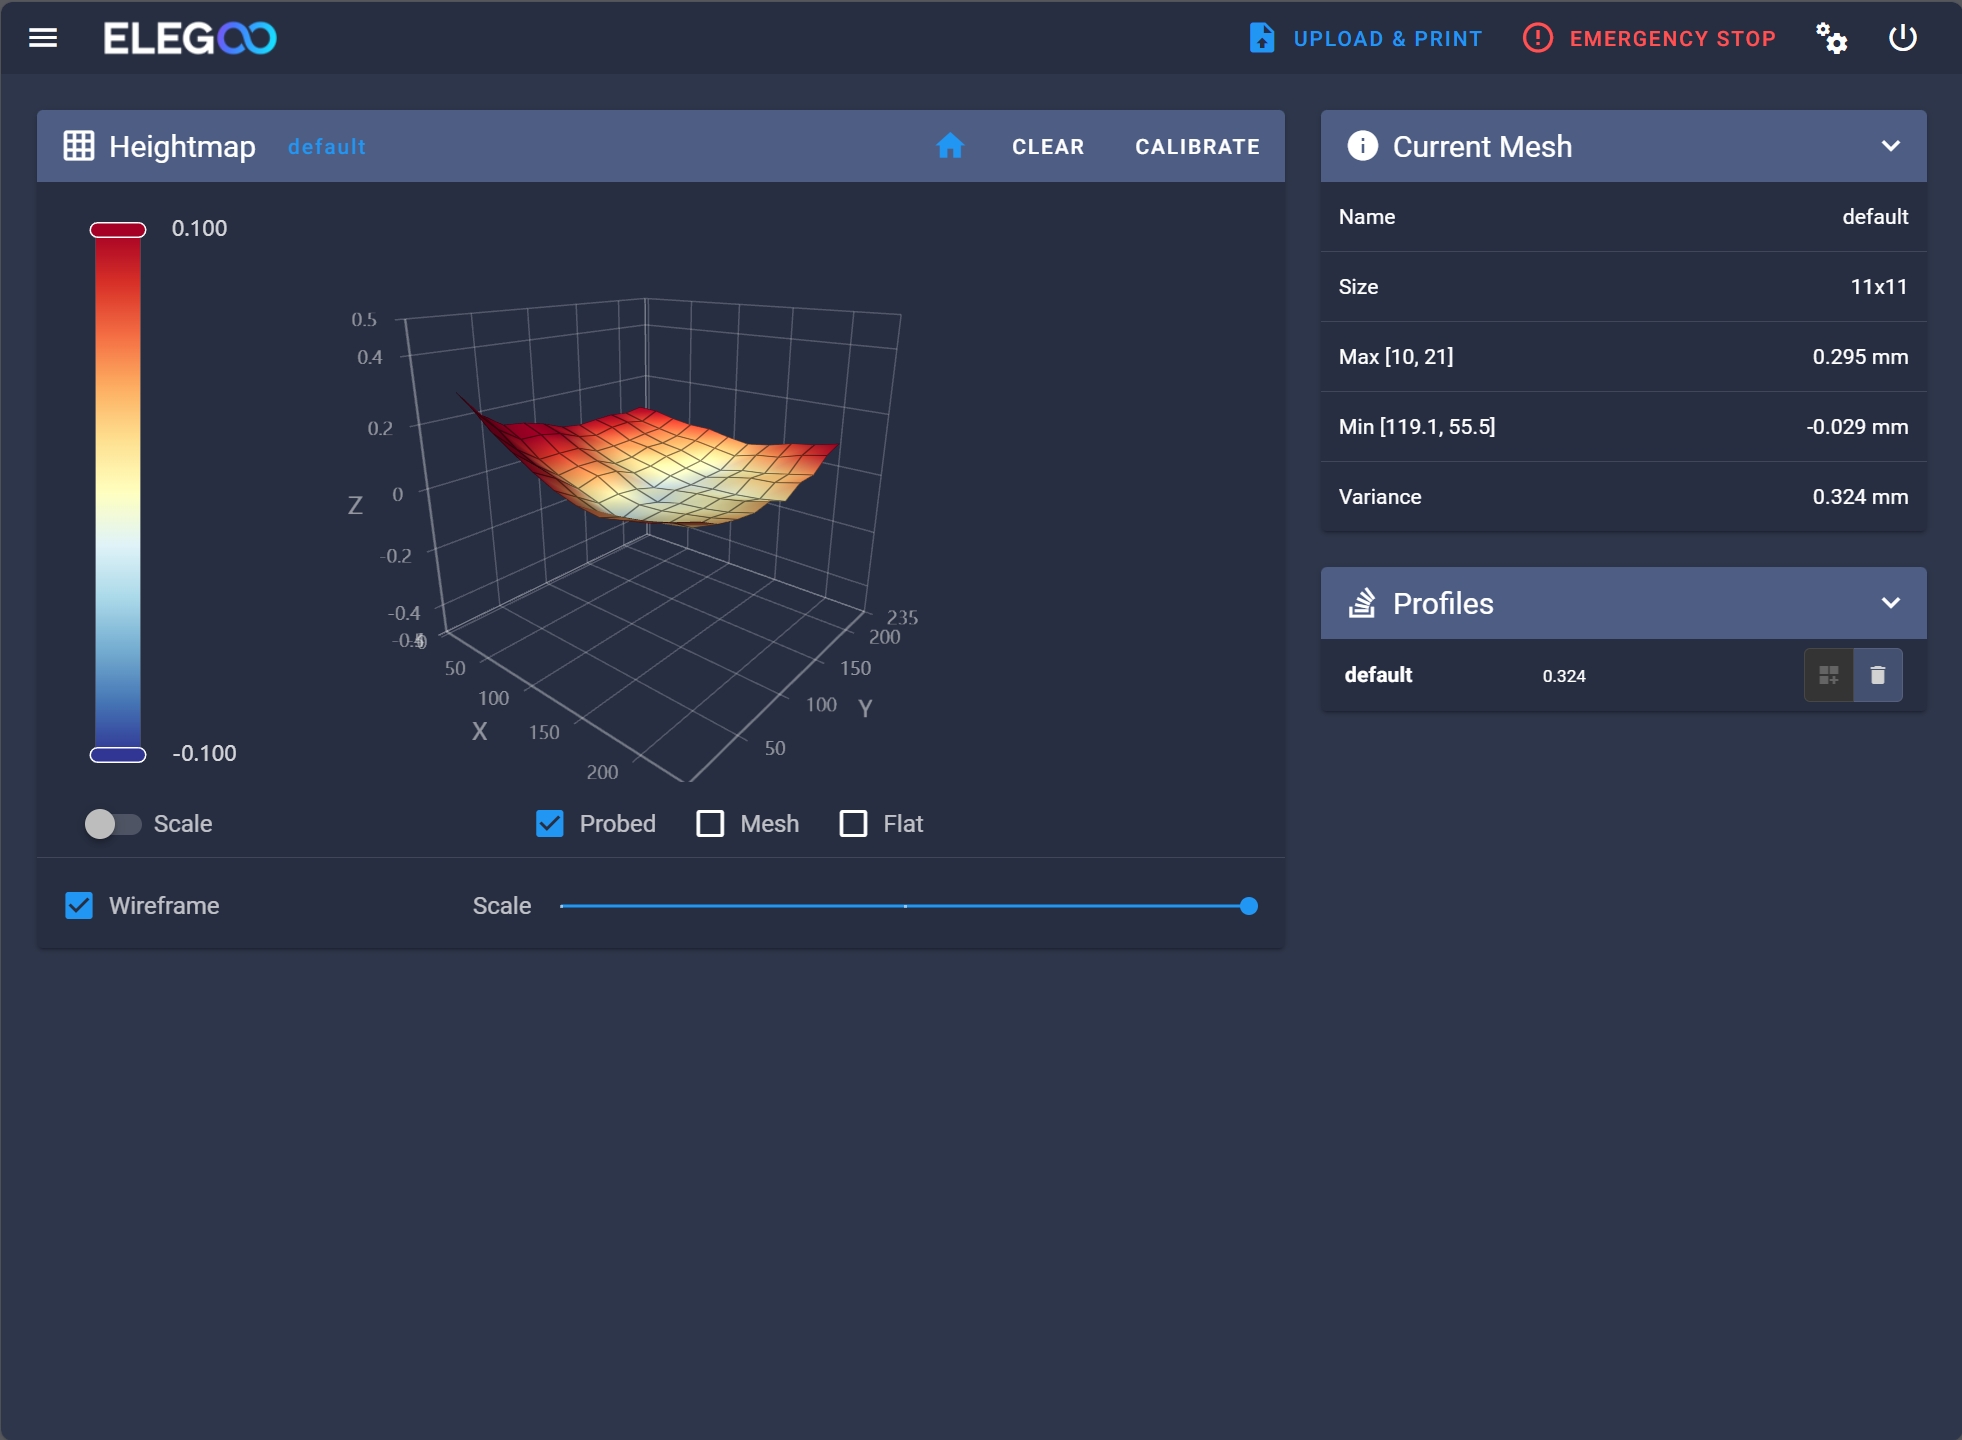 ELEGOO
UPLOAD & PRINT
EMERGENCY STOP
Heightmap default
CLEAR
CALIBRATE
0.100
-0.100
0.5
0.4
0.2
Z 0
-0.2
-0.4
50
100
X 150
200
235
200
150
100 Y
50
Scale
Probed
Mesh
Flat
Wireframe
Scale
Current Mesh
Name default
Size 11x11
Max [10, 21] 0.295 mm
Min [119.1, 55.5] -0.029 mm
Variance 0.324 mm
Profiles
default 0.324